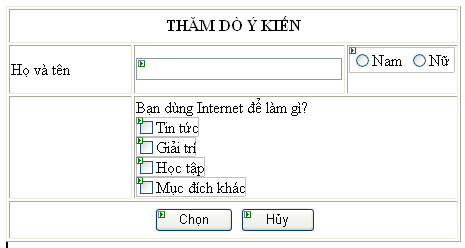 THĂM DÒ Ý KIẾN
Họ và tên
Nam Nữ
Bạn dùng Internet để làm gì?
Tin tức
Giải trí
Học tập
Mục đích khác
Chọn Hủy